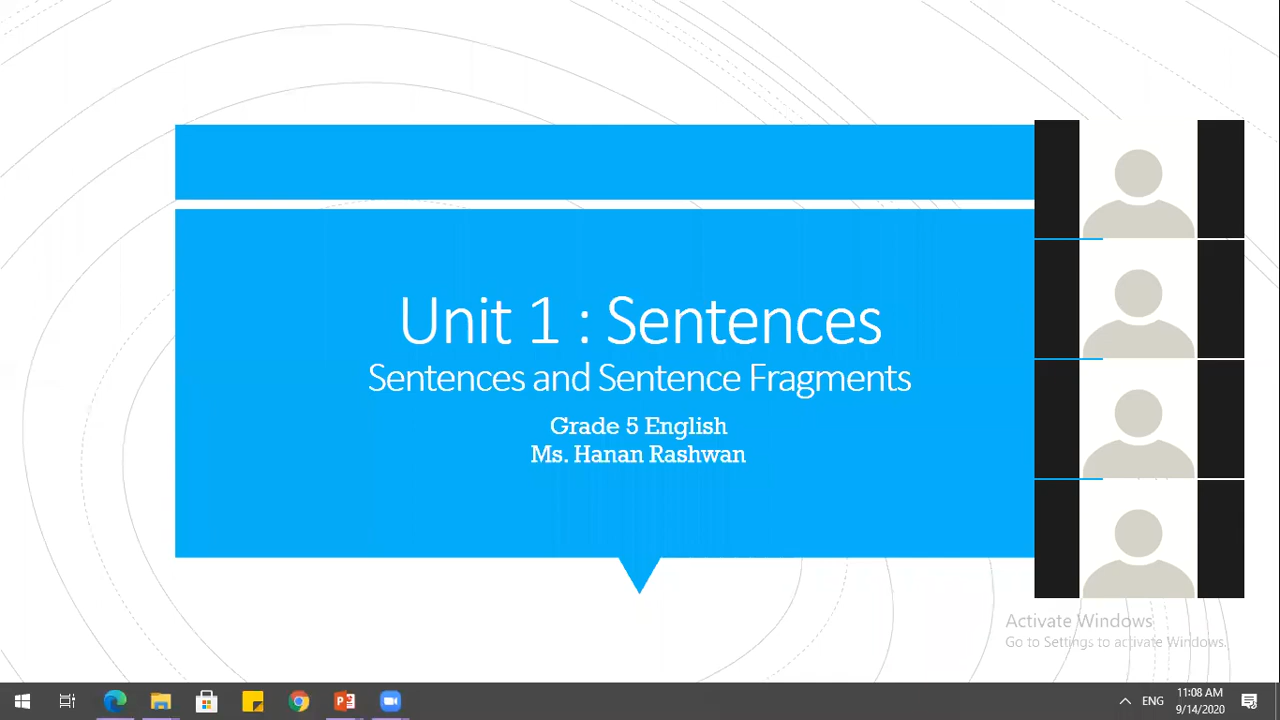 Unit 1 : Sentences
Sentences and Sentence Fragments
Grade 5 English
Ms. Hanan Rashwan
Activate Windows
Go to Settings to activate Windows.
ENG
11:08 AM
9/14/2020